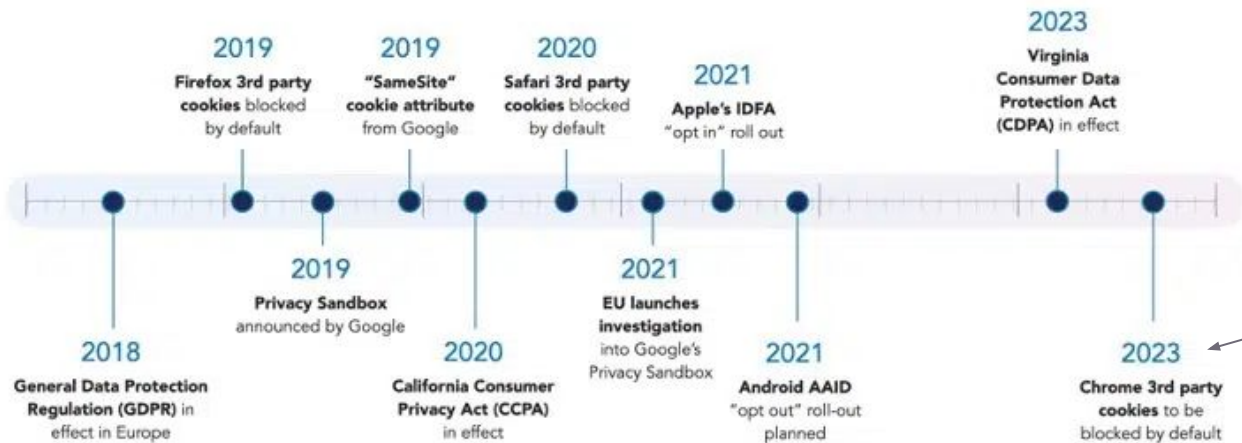 2019
Firefox 3rd party
cookies blocked
by default
2019
"SameSite"
cookie attribute
from Google
2020
Safari 3rd party
cookies blocked
by default
2021
Apple's IDFA
"opt in" roll out
2023
Virginia
Consumer Data
Protection Act
(CDPA) in effect
2018
General Data Protection
Regulation (GDPR) in
effect in Europe
2019
Privacy Sandbox
announced by Google
2020
California Consumer
Privacy Act (CCPA)
in effect
2021
EU launches
investigation
into Google's
Privacy Sandbox
2021
Android AAID
"opt out" roll-out
planned
2023
Chrome 3rd party
cookies to be
blocked by default